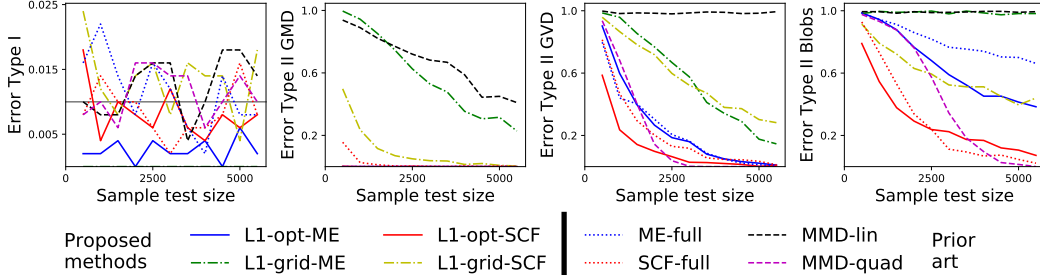 Error Type I
0.025
0.015
0.005
0
2500
5000
Sample test size
Error Type II GMD
1.0
0.6
0.2
0
2500
5000
Sample test size
Error Type II GVD
1.0
0.6
0.2
0
2500
5000
Sample test size
Error Type II Blobs
1.0
0.6
0.2
0
2500
5000
Sample test size
Proposed
methods
L1-opt-ME
L1-grid-ME
L1-opt-SCF
L1-grid-SCF
ME-full
SCF-full
MMD-lin
MMD-quad
Prior
art